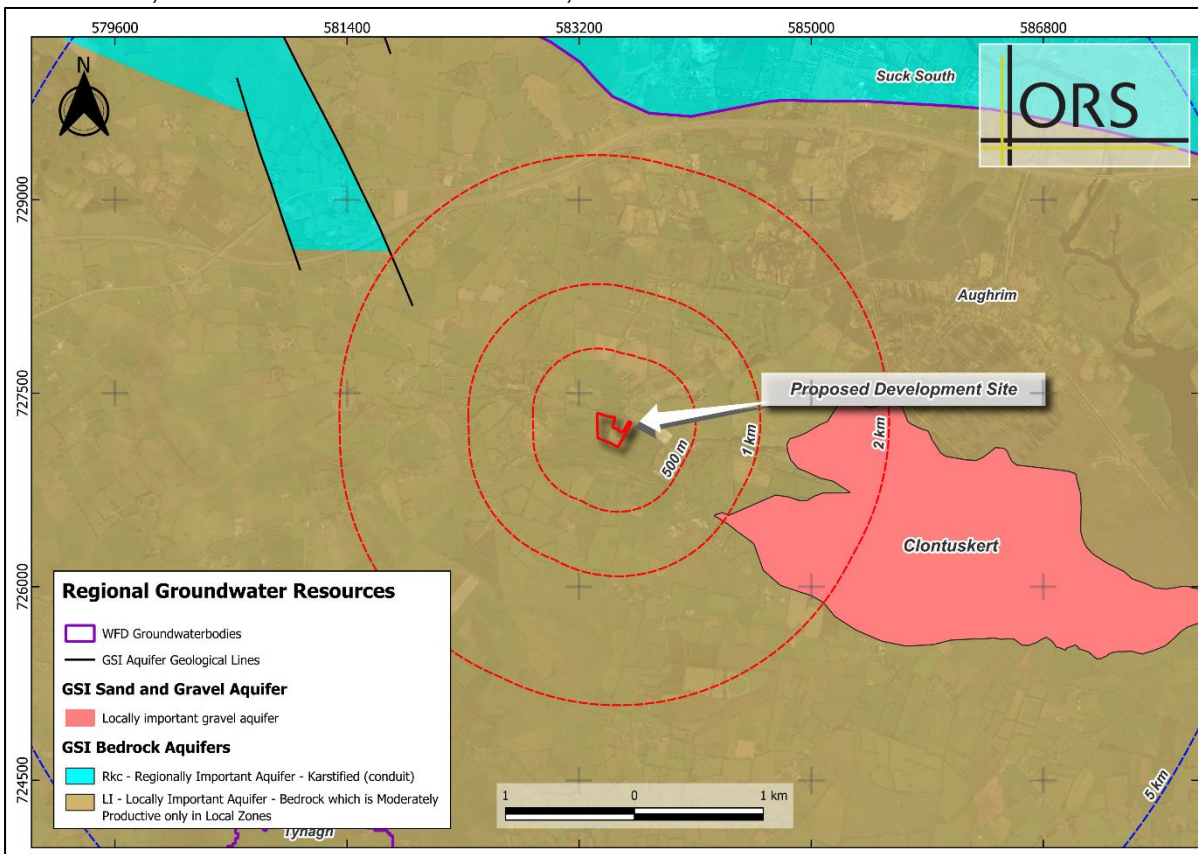 579600 581400 583200 585000 586800
N
Suck South
ORS
729000
Aughrim
727500
Proposed Development Site
500 m
1 km
2 km
Clontuskert
726000
Regional Groundwater Resources
WFD Groundwaterbodies
GSI Aquifer Geological Lines
GSI Sand and Gravel Aquifer
Locally important gravel aquifer
GSI Bedrock Aquifers
Rkc - Regionally Important Aquifer - Karstified (conduit)
LI - Locally Important Aquifer - Bedrock which is Moderately
Productive only in Local Zones
724500
1 0 1 km
5 km
Tynagh